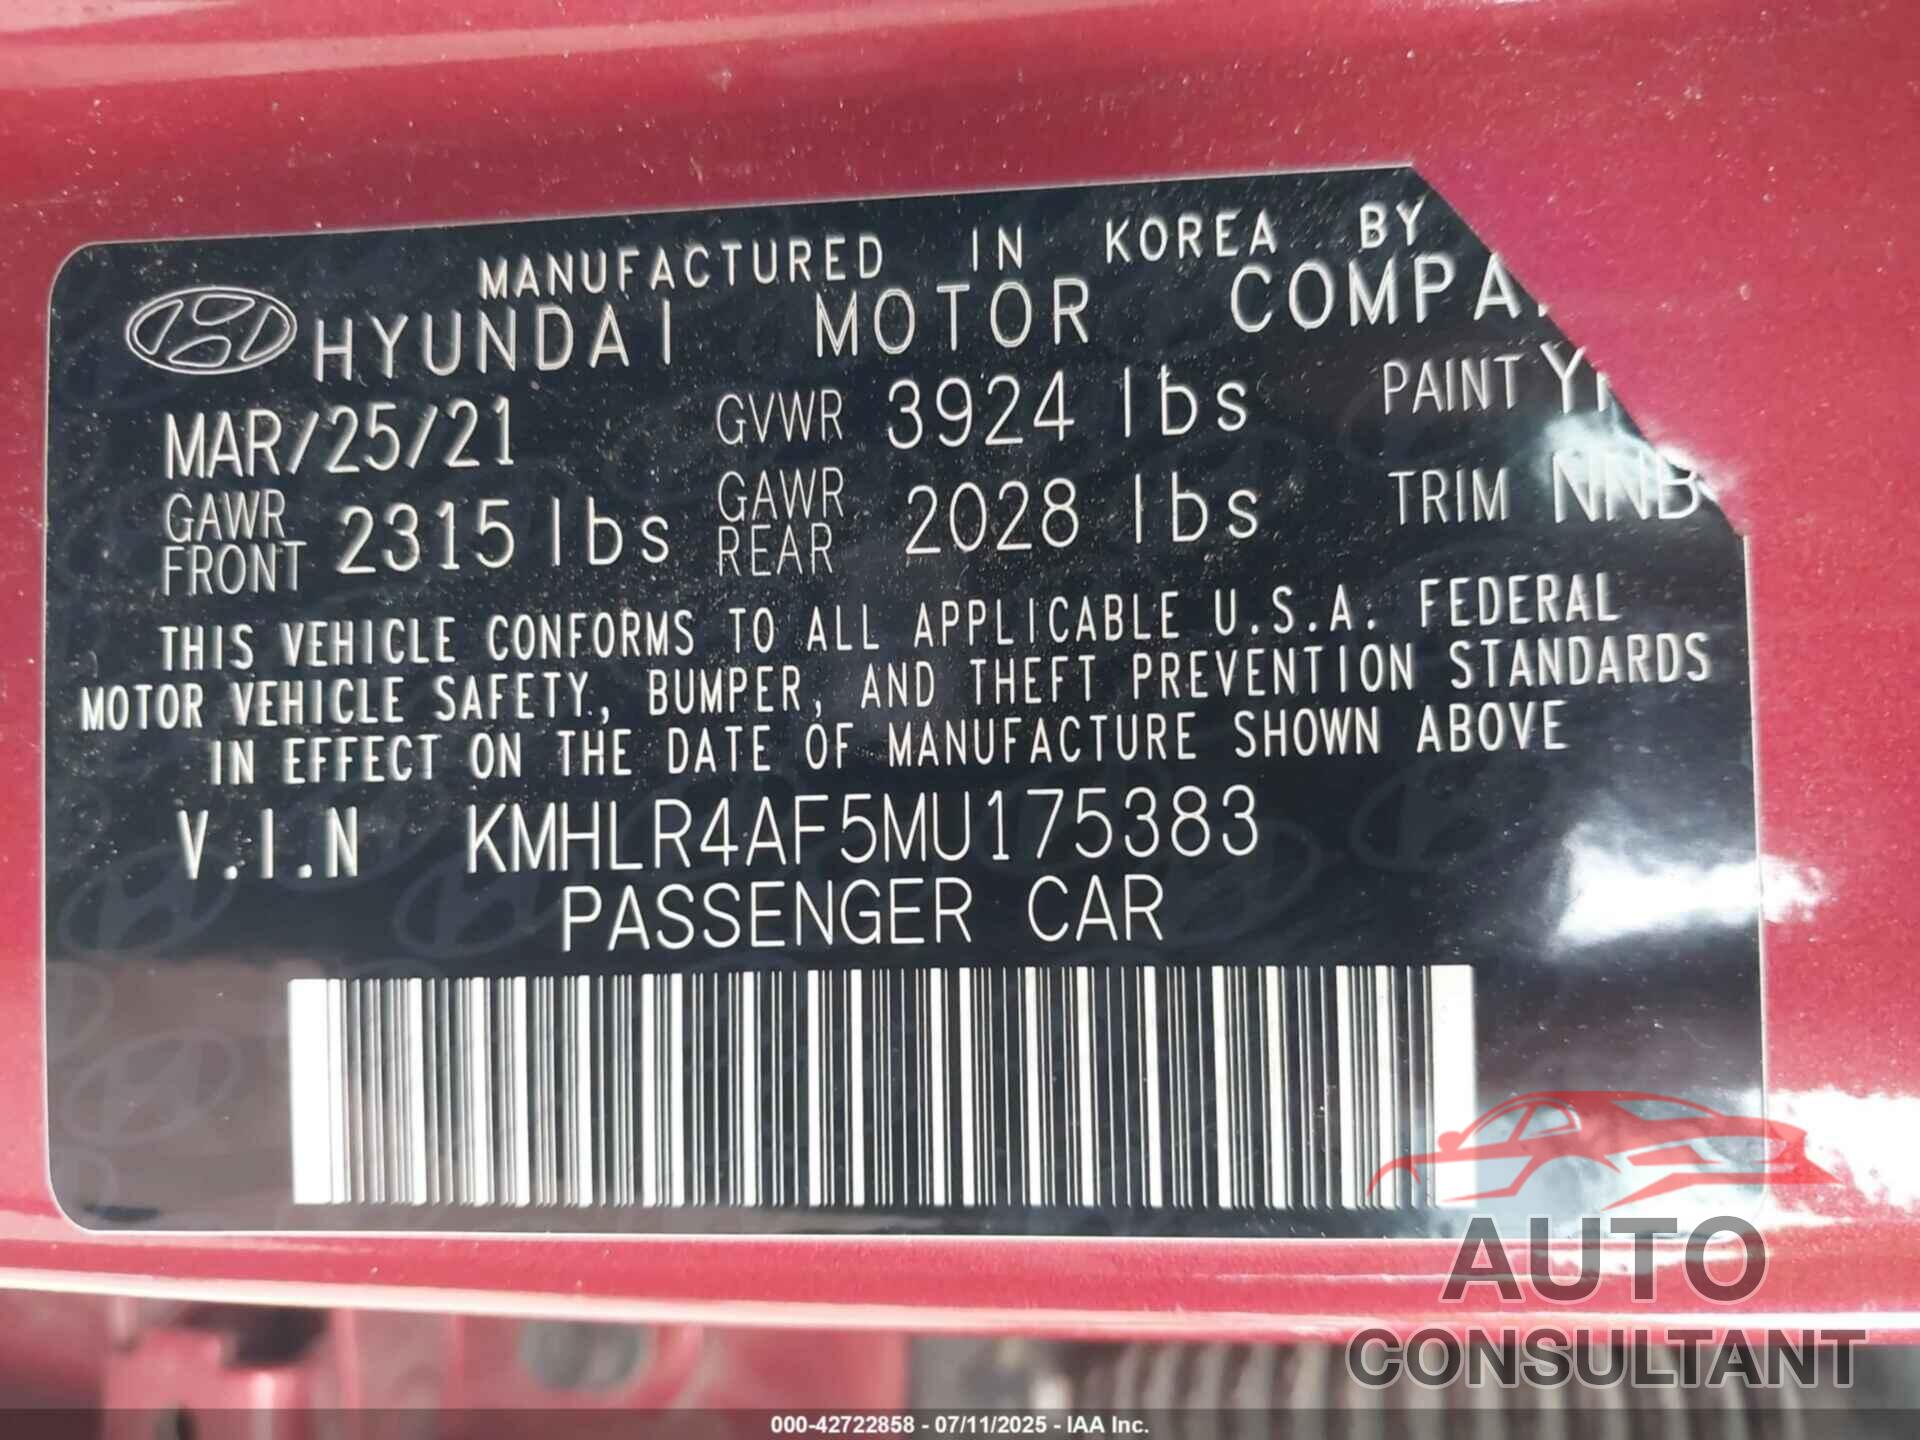 MANUFACTURED IN KOREA BY
HYUNDAI MOTOR
MAR/25/21 GVWR 3924 lbs PAINT
GAWR FRONT 2315 lbs GAWR REAR 2028 lbs TRIM NNB
THIS VEHICLE CONFORMS TO ALL APPLICABLE U.S.A. FEDERAL
MOTOR VEHICLE SAFETY, BUMPER, AND THEFT PREVENTION STANDARDS
IN EFFECT ON THE DATE OF MANUFACTURE SHOWN ABOVE
V.I.N KMHLR4AF5MU175383
PASSENGER CAR
AUTO
CONSULTANT
000-42722858 - 07/11/2025 - IAA Inc.